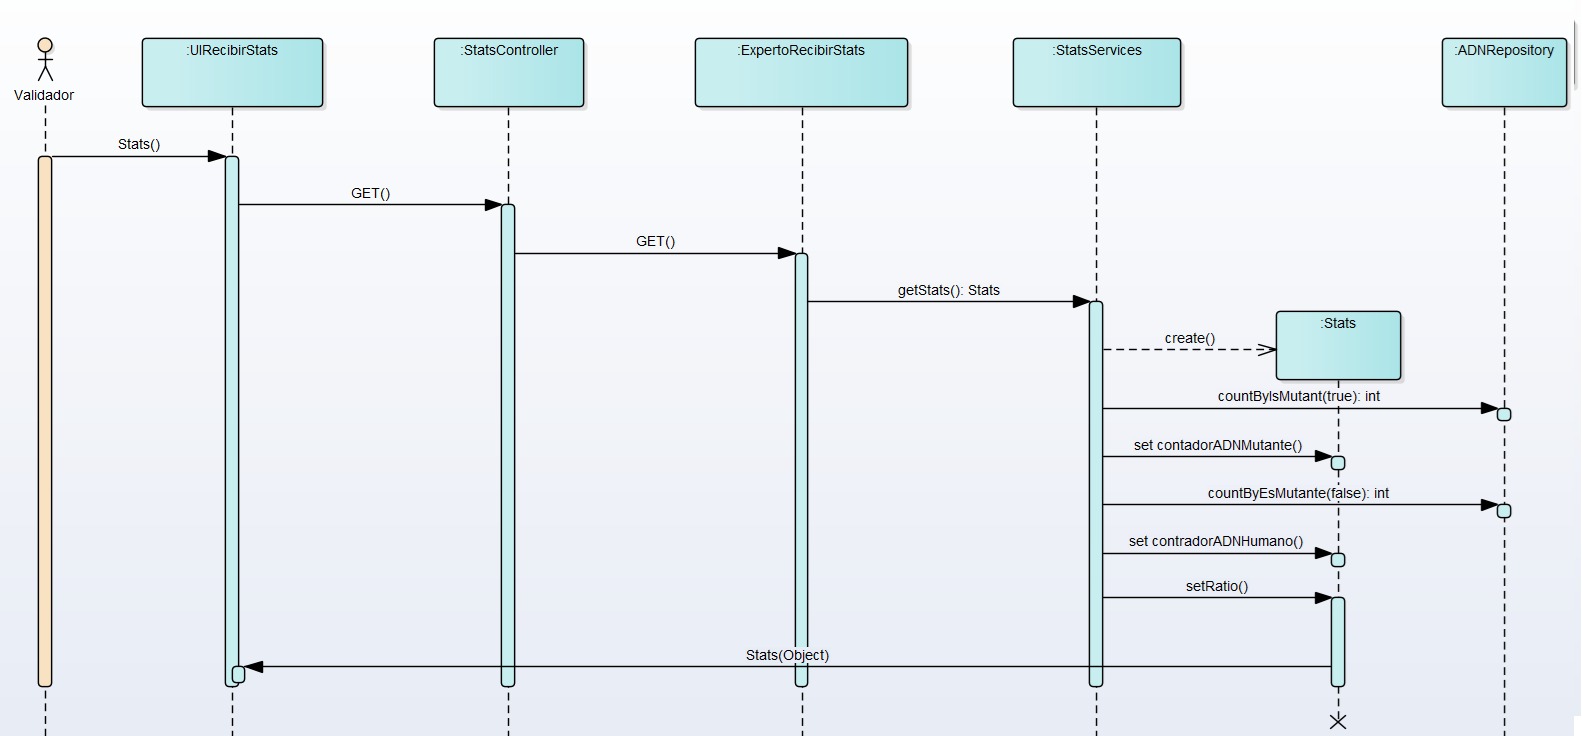 :UIRecibirStats
:StatsController
:ExpertoRecibirStats
:StatsServices
:ADNRepository
Validador
Stats()
GET()
GET()
getStats(): Stats
:Stats
create()
countByIsMutant(true): int
set contadorADNMutante()
countByEsMutante(false): int
set contradorADNHumano()
setRatio()
Stats(Object)